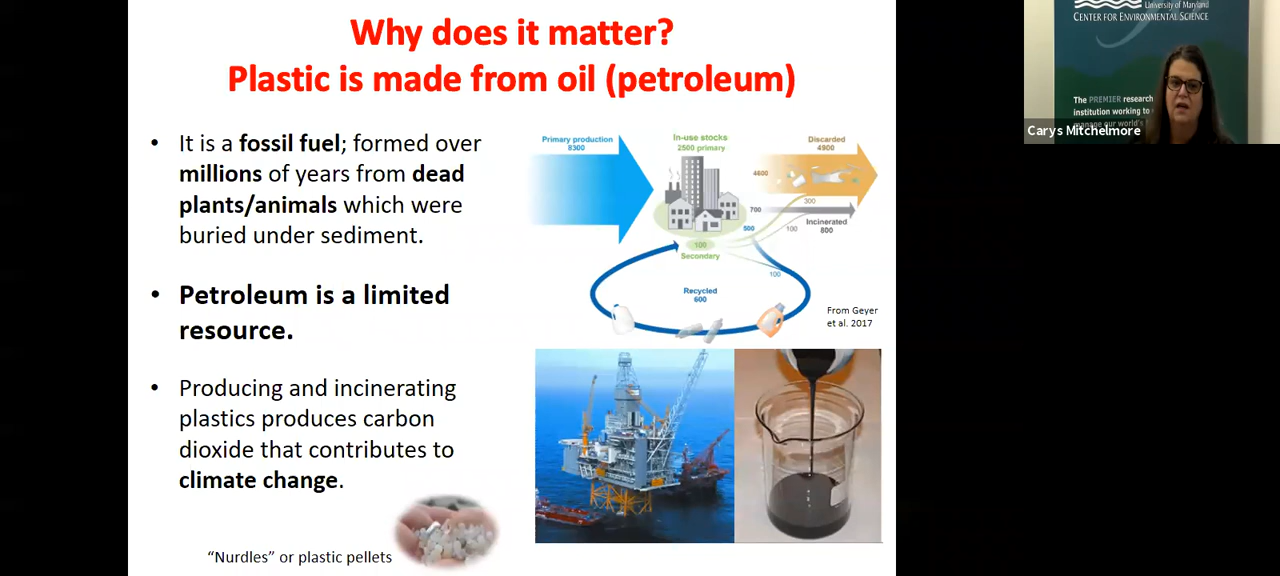 Why does it matter?
Plastic is made from oil (petroleum)
• It is a fossil fuel; formed over
millions of years from dead
plants/animals which were
buried under sediment.
• Petroleum is a limited
resource.
• Producing and incinerating
plastics produces carbon
dioxide that contributes to
climate change.
"Nurdles" or plastic pellets
Primary production
8300
In-use stocks
2500 primary
Discarded
4900
4600
300
700
Incinerated
800
500
100
100
Secondary
100
Recycled
600
From Geyer
et al. 2017
University of Maryland
CENTER FOR ENVIRONMENTAL SCIENCE
The PREMIER research
institution working to
manage our world's
Carys Mitchelmore